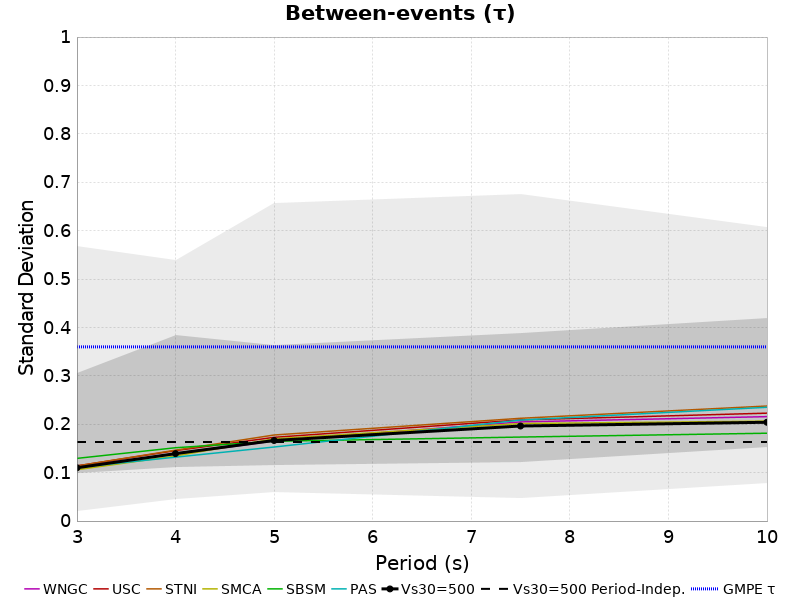 Between-events (τ)
Standard Deviation
1
0.9
0.8
0.7
0.6
0.5
0.4
0.3
0.2
0.1
0
3 4 5 6 7 8 9 10
Period (s)
WNGC USC STNI SMCA SBSM PAS Vs30=500 Vs30=500 Period-Indep. GMPE τ